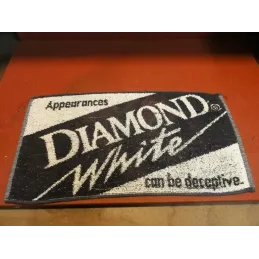 Appearances
DIAMOND
White
can be deceptive.